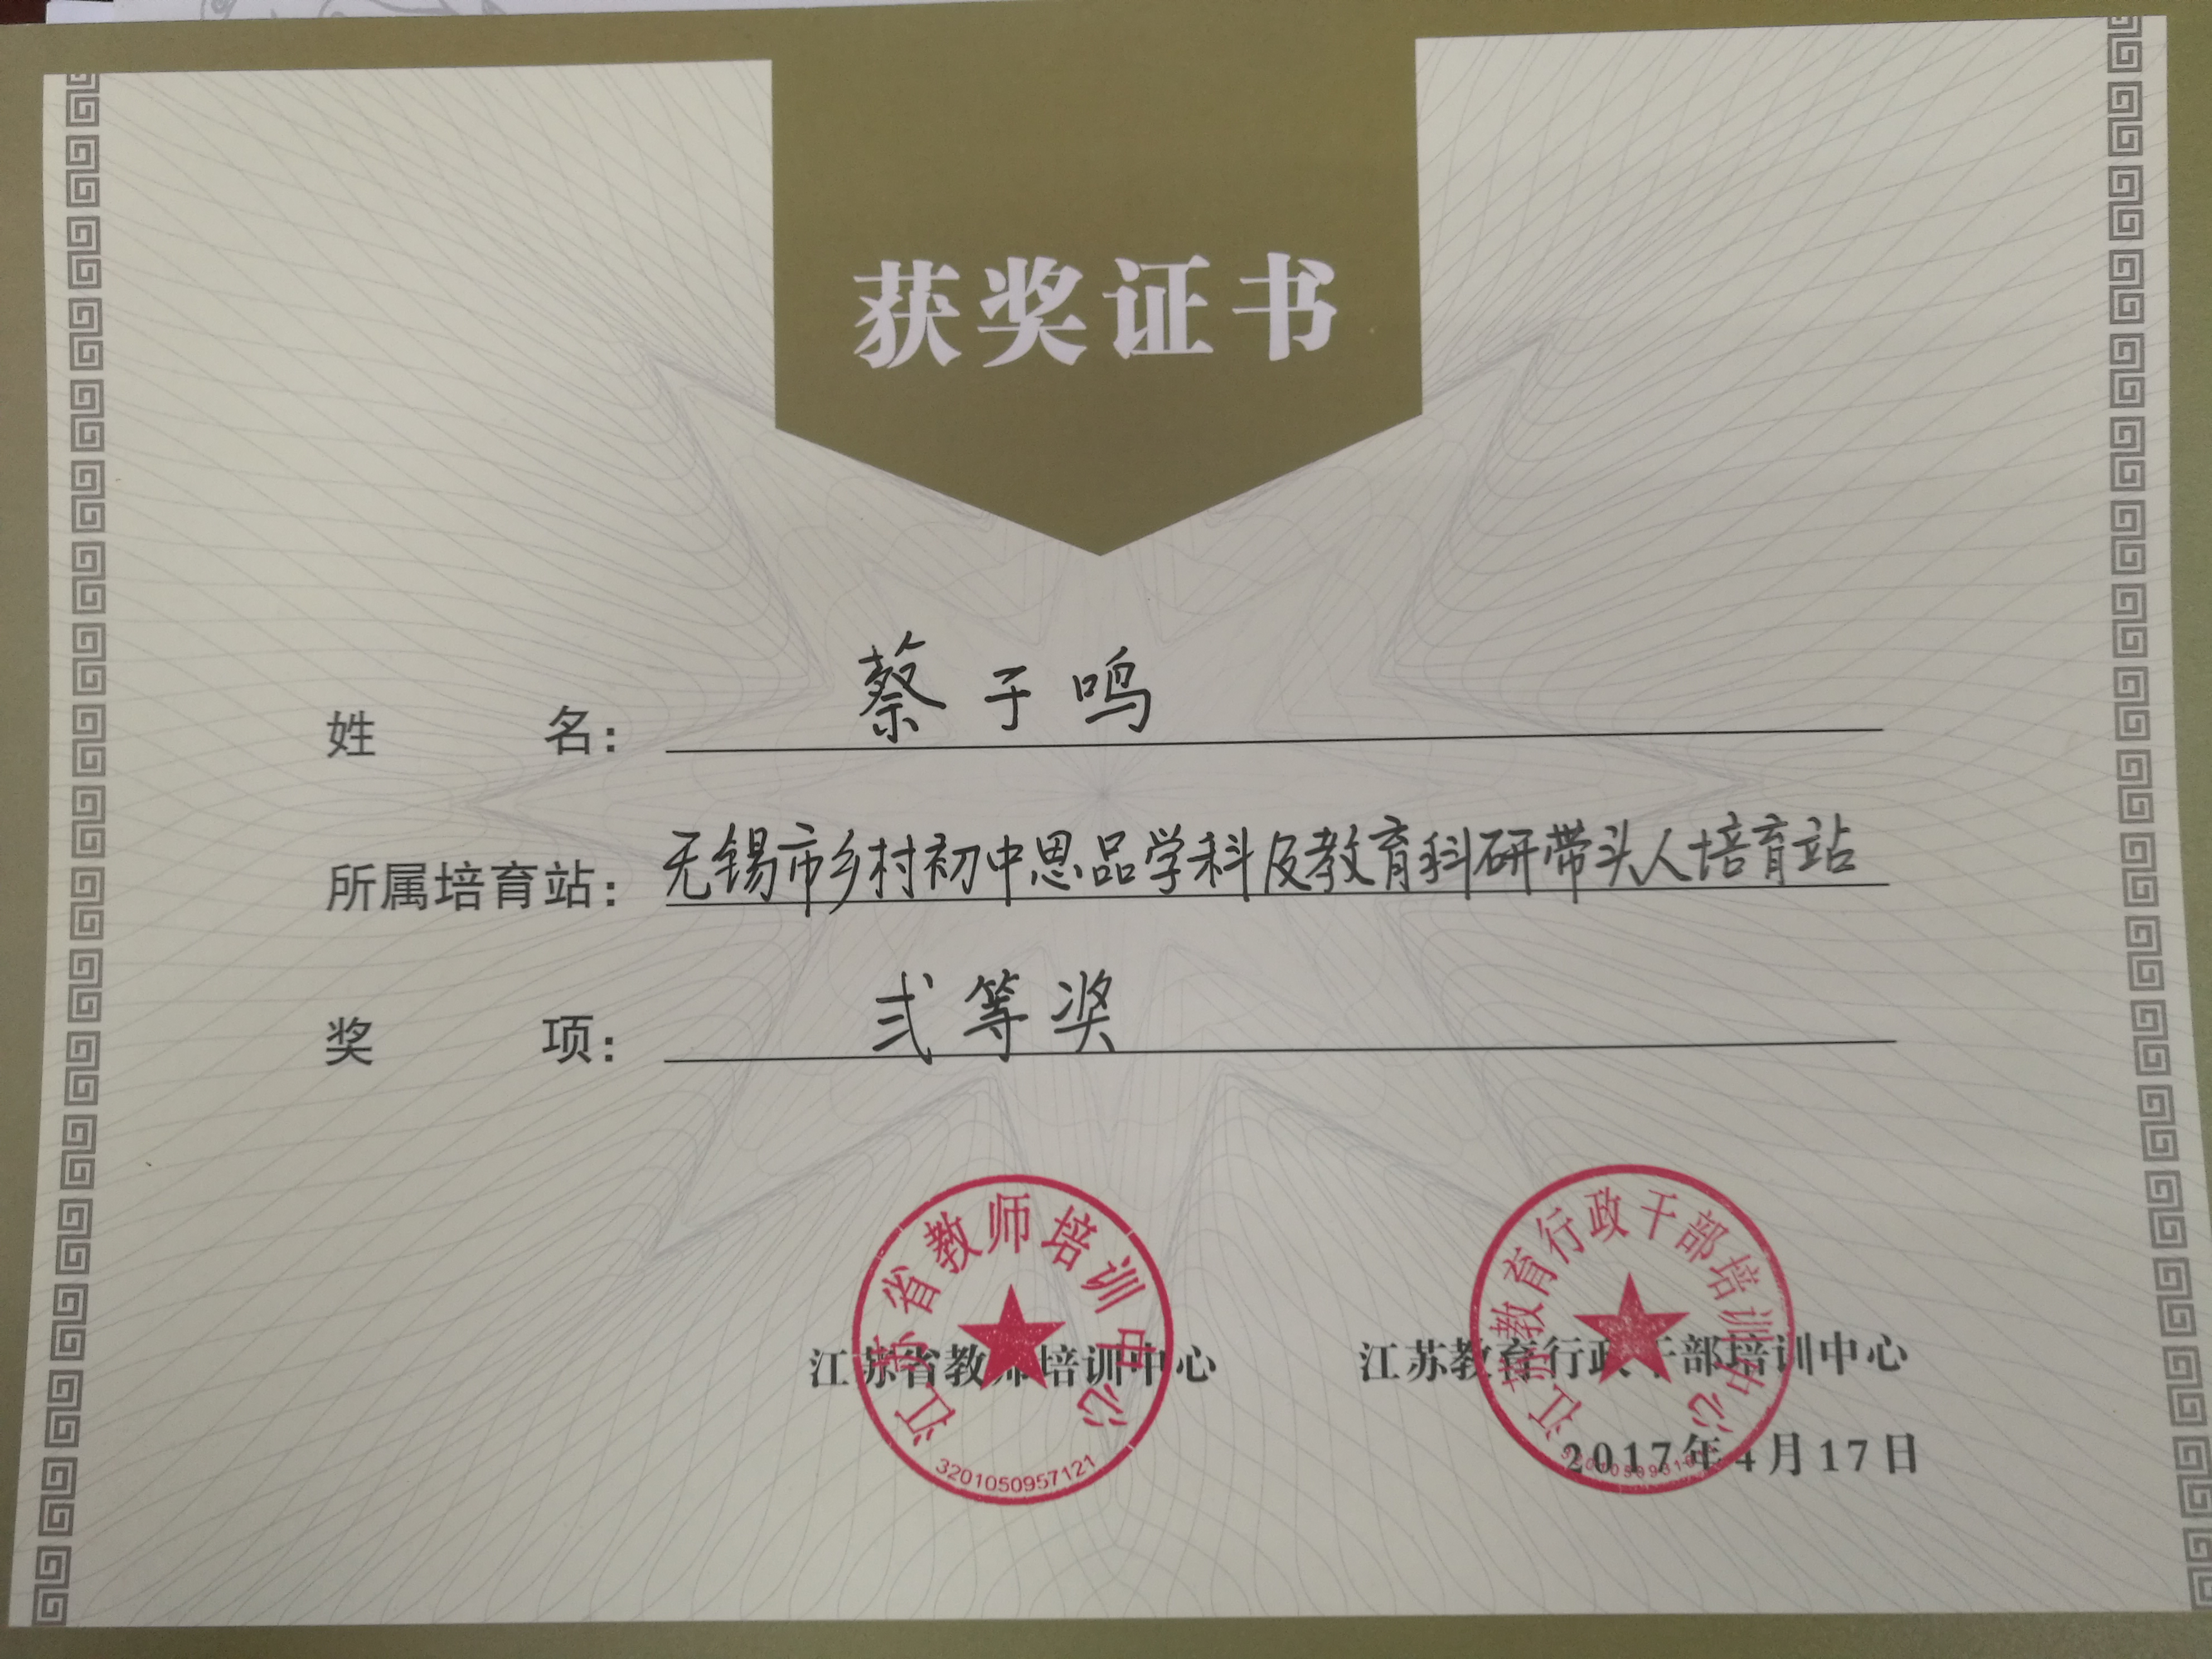 获奖证书
姓 名： 蔡于鸣
所属培育站：无锡市乡村初中思品学科及教育科研带头人培育站
奖 项： 弍等奖
江苏省教师培训中心
3201050957121
江苏教育行政干部培训中心
江苏省教师培训中心 江苏教育行政干部培训中心
2017年4月17日